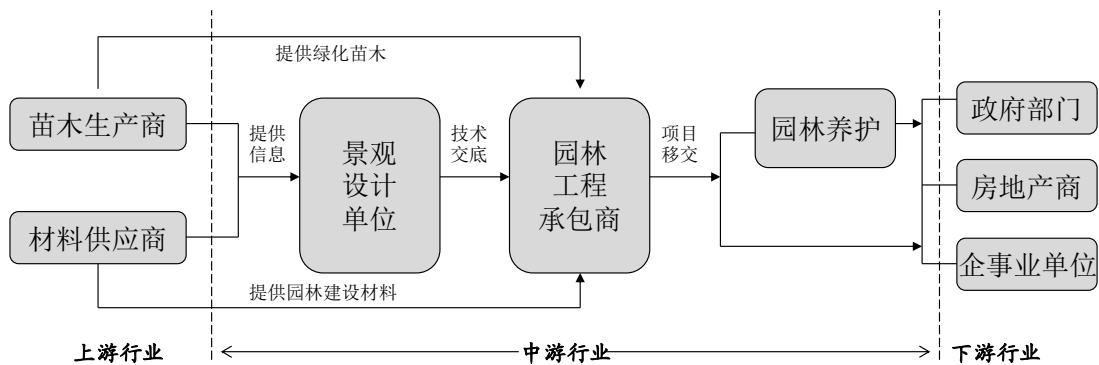 提供绿化苗木
苗木生产商
提供
信息
景观
设计
单位
技术
交底
园林
工程
承包商
项目
移交
园林养护
政府部门
房地产商
企事业单位
材料供应商
提供园林建设材料
上游行业
中游行业
下游行业